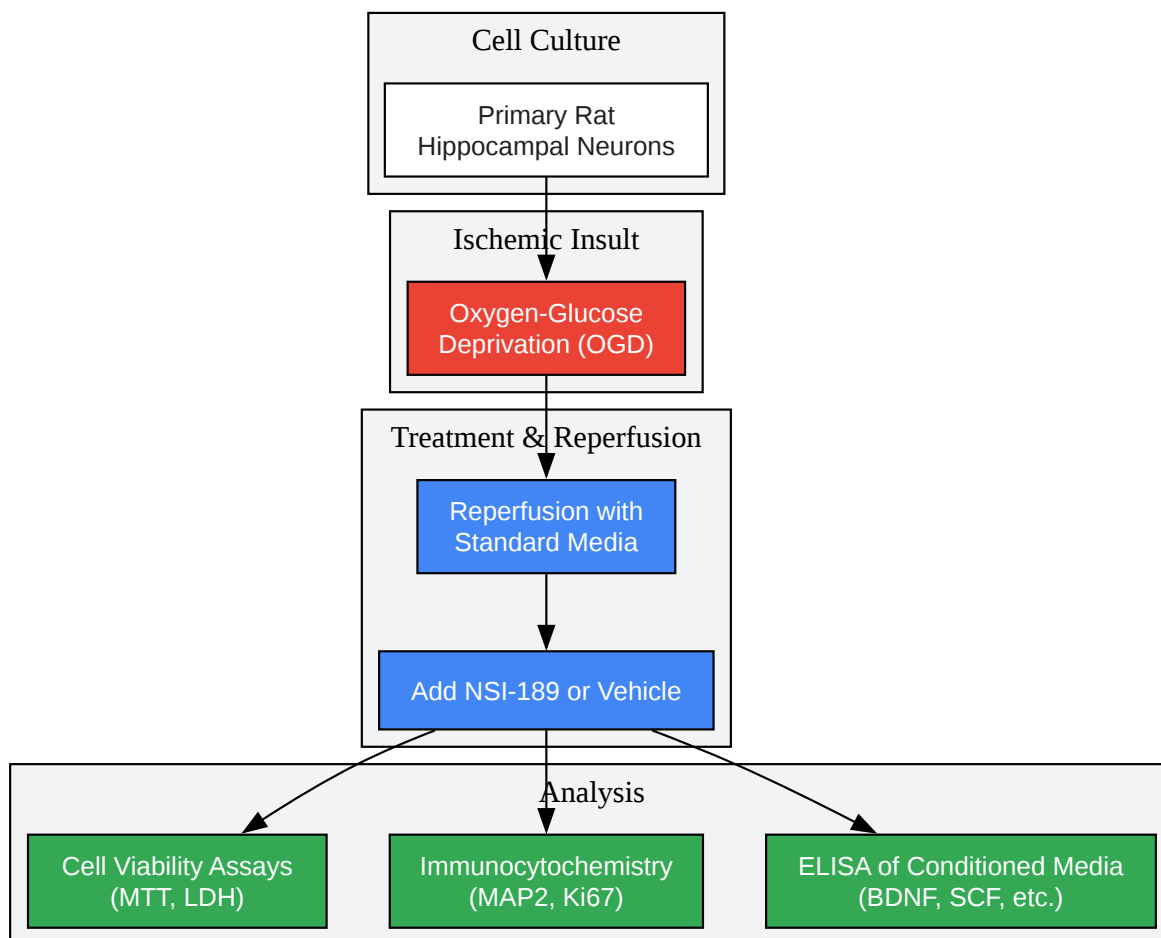 Cell Culture
Primary Rat
Hippocampal Neurons
Ischemic Insult
Oxygen-Glucose
Deprivation (OGD)
Treatment & Reperfusion
Reperfusion with
Standard Media
Add NSI-189 or Vehicle
Analysis
Cell Viability Assays
(MTT, LDH)
Immunocytochemistry
(MAP2, Ki67)
ELISA of Conditioned Media
(BDNF, SCF, etc.)